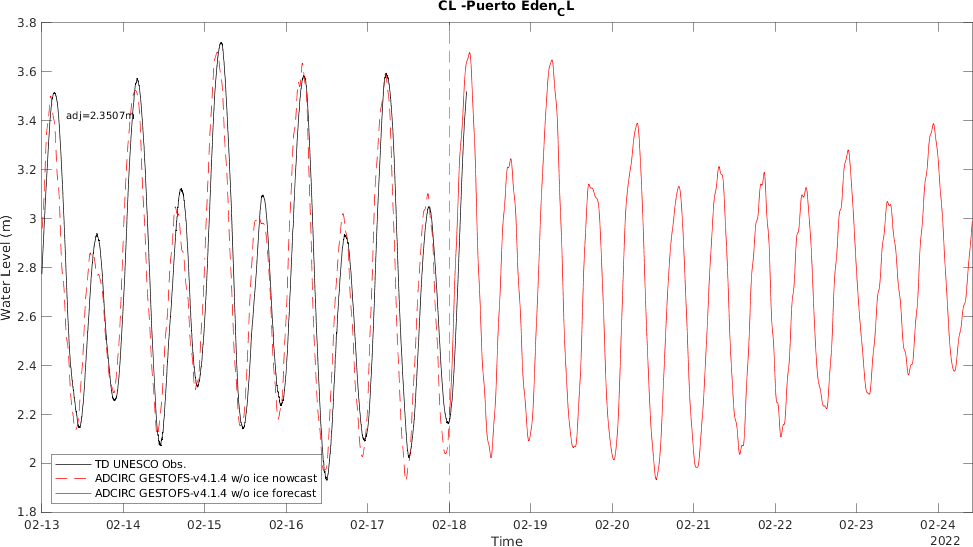 CL -Puerto Eden_CL
3.8
3.6
3.4
3.2
3
2.8
2.6
2.4
2.2
2
1.8
Water Level (m)
adj=2.3507m
TD UNESCO Obs.
ADCIRC GESTOFS-v4.1.4 w/o ice nowcast
ADCIRC GESTOFS-v4.1.4 w/o ice forecast
02-13 02-14 02-15 02-16 02-17 02-18 02-19 02-20 02-21 02-22 02-23 02-24
Time
2022